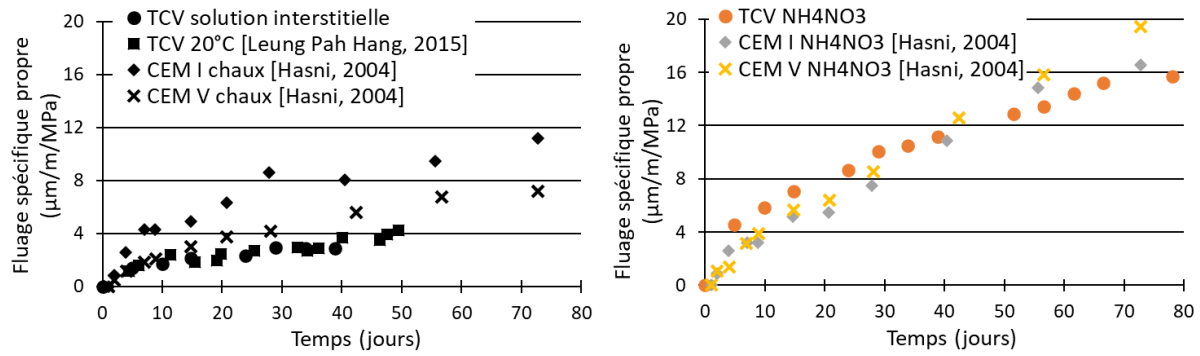 TCV solution interstitielle
TCV 20°C [Leung Pah Hang, 2015]
CEM I chaux [Hasni, 2004]
CEM V chaux [Hasni, 2004]
Fluage spécifique propre
(µm/m/MPa)
20
16
12
8
4
0
0 10 20 30 40 50 60 70 80
Temps (jours)
TCV NH4NO3
CEM I NH4NO3 [Hasni, 2004]
CEM V NH4NO3 [Hasni, 2004]
Fluage spécifique propre
(µm/m/MPa)
20
16
12
8
4
0
0 10 20 30 40 50 60 70 80
Temps (jours)